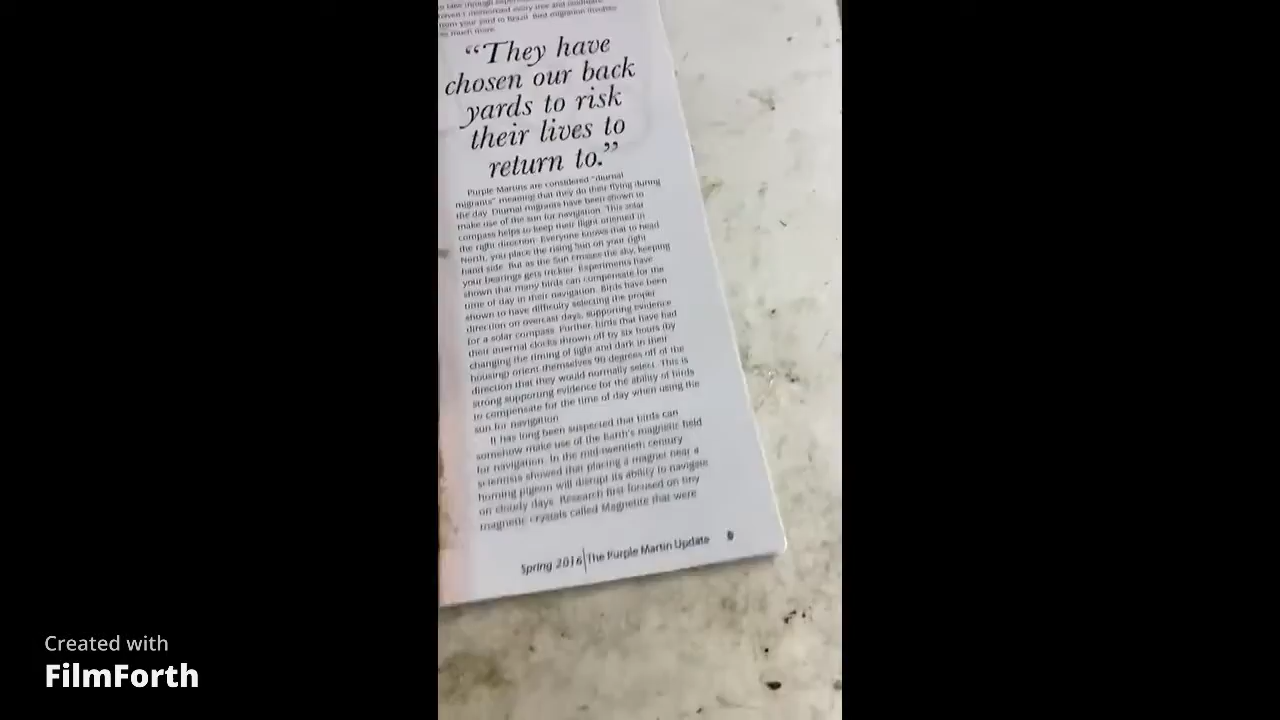 from your yard to Brazil. Bird migration involves
so much more.
“They have
chosen our back
yards to risk
their lives to
return to.”
Purple Martins are considered "diurnal
migrants" meaning that they do their flying during
the day. Diurnal migrants have been shown to
make use of the sun for navigation. This solar
compass helps to keep their flight oriented in
the right direction. Everyone knows that to head
North, you place the rising Sun on your right
hand side. But as the Sun crosses the sky, keeping
your bearings gets trickier. Experiments have
shown that many birds can compensate for the
time of day in their navigation. Birds have been
shown to have difficulty selecting the proper
direction on overcast days, supporting evidence
for a solar compass. Further, birds that have had
their internal clocks thrown off by six hours (by
changing the timing of light and dark in their
housing) orient themselves 90 degrees off of the
direction that they would normally select. This is
strong supporting evidence for the ability of birds
to compensate for the time of day when using the
sun for navigation.
It has long been suspected that birds can
somehow make use of the Earth's magnetic field
for navigation. In the mid-twentieth century
scientists showed that placing a magnet near a
homing pigeon will disrupt its ability to navigate
on cloudy days. Research first focused on tiny
magnetic crystals called Magnetite that were
Spring 2016|The Purple Martin Update
Created with
FilmForth